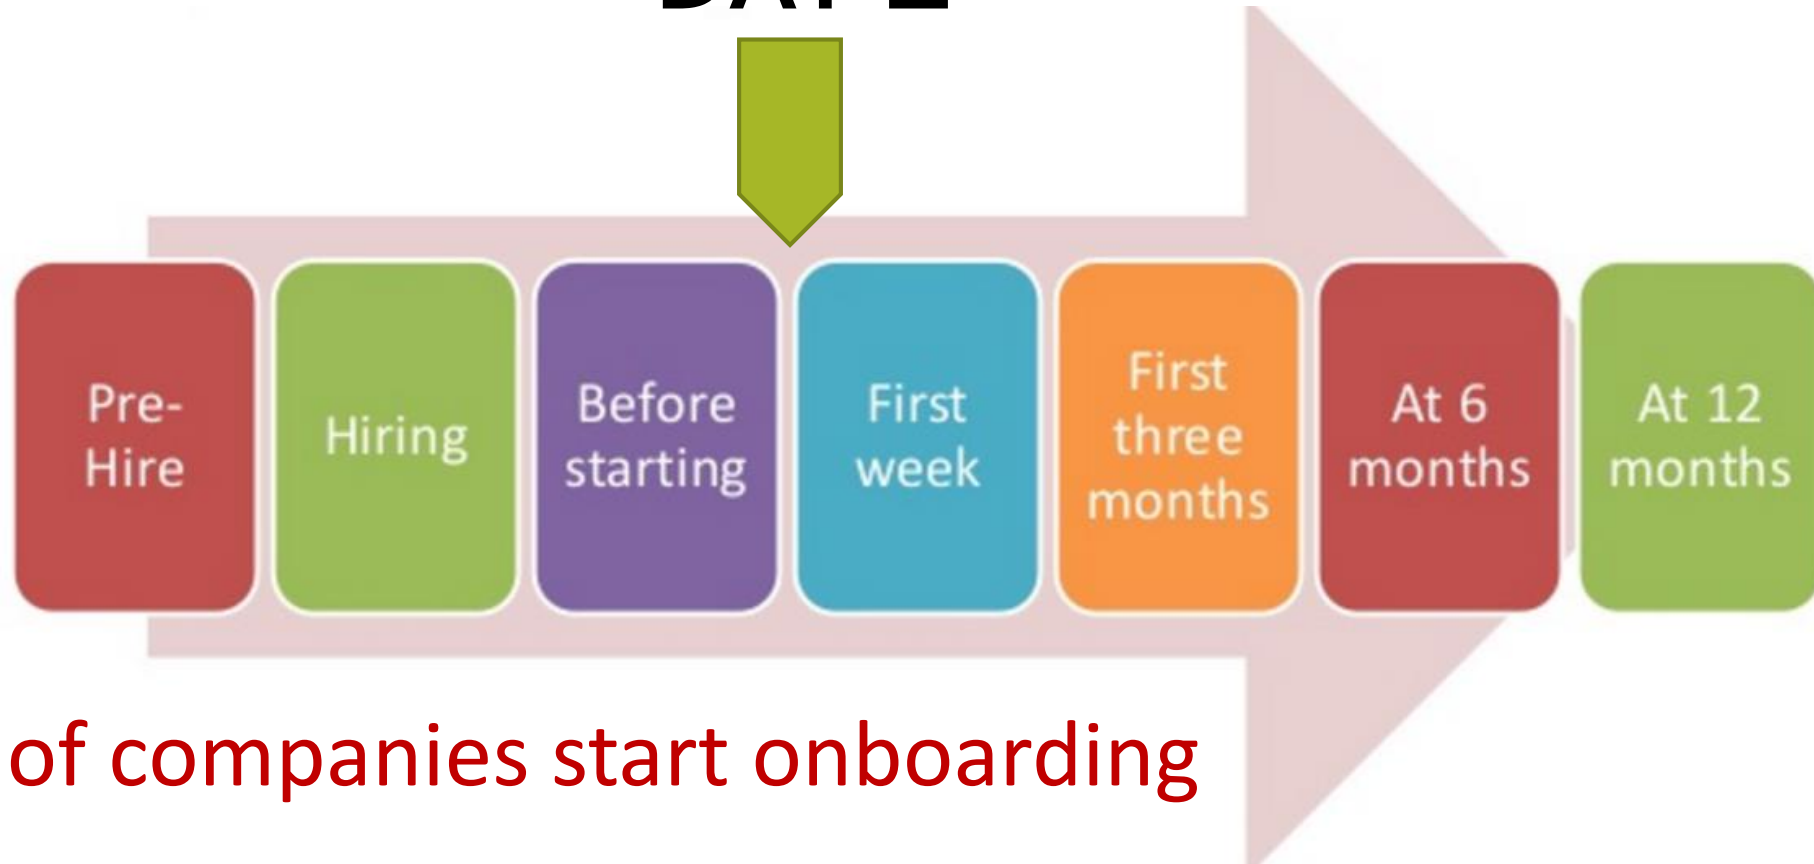 DAY
Pre-
Hire
Hiring
Before
starting
First
week
First
three
months
At 6
months
At 12
months
of companies start onboarding